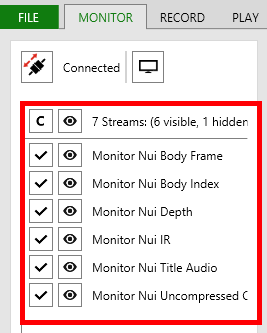 FILE MONITOR RECORD PLAY
Connected
C 7 Streams: (6 visible, 1 hidden
Monitor Nui Body Frame
Monitor Nui Body Index
Monitor Nui Depth
Monitor Nui IR
Monitor Nui Title Audio
Monitor Nui Uncompressed C